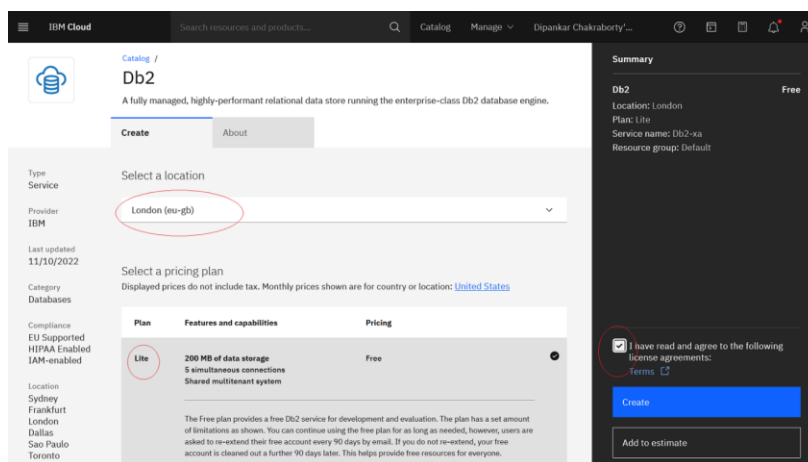 IBM Cloud
Search resources and products...
Catalog
Manage
Dipankar Chakraborty'...
Catalog /
Db2
A fully managed, highly-performant relational data store running the enterprise-class Db2 database engine.
Create
About
Type
Service
Provider
IBM
Last updated
11/10/2022
Category
Databases
Compliance
EU Supported
HIPAA Enabled
IAM-enabled
Location
Sydney
Frankfurt
London
Dallas
Sao Paulo
Toronto
Select a location
London (eu-gb)
Select a pricing plan
Displayed prices do not include tax. Monthly prices shown are for country or location: United States
Plan Features and capabilities Pricing
Lite 200 MB of data storage Free
5 simultaneous connections
Shared multitenant system
The Free plan provides a free Db2 service for development and evaluation. The plan has a set amount
of limitations as shown. You can continue using the free plan for as long as needed, however, users are
asked to re-extend their free account every 90 days by email. If you do not re-extend, your free
account is cleaned out a further 90 days later. This helps provide free resources for everyone.
Summary
Db2 Free
Location: London
Plan: Lite
Service name: Db2-xa
Resource group: Default
I have read and agree to the following
license agreements:
Terms
Create
Add to estimate